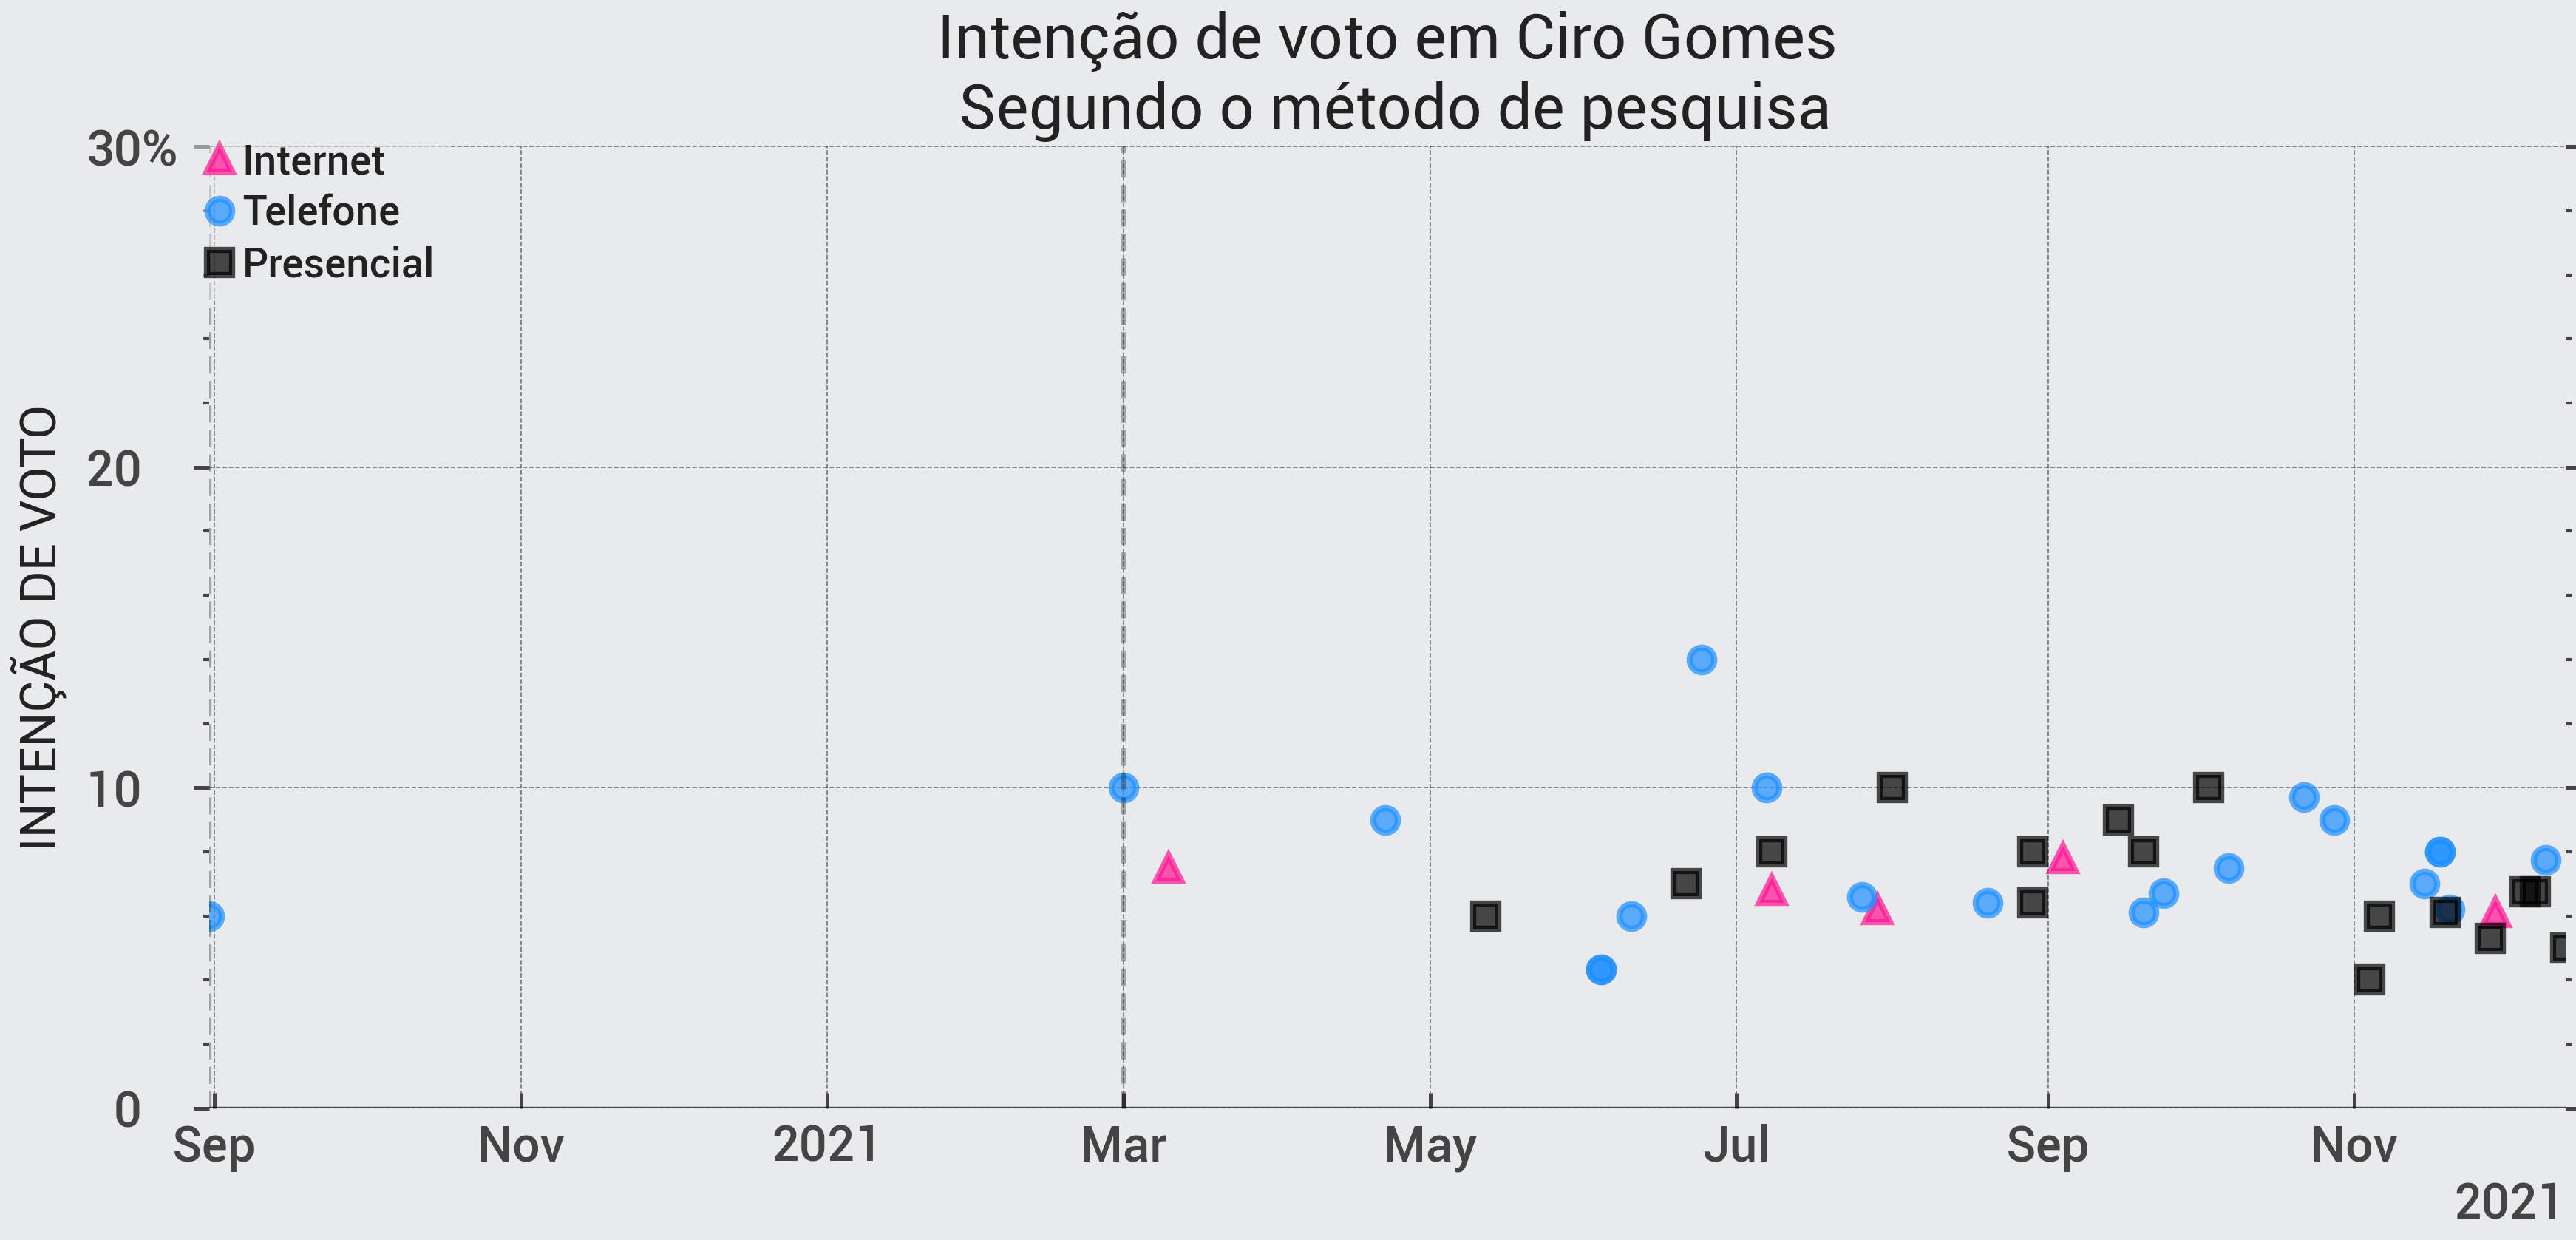 Intenção de voto em Ciro Gomes
Segundo o método de pesquisa
30%
Internet
Telefone
Presencial
20
INTENÇÃO DE VOTO
10
0
Sep Nov 2021 Mar May Jul Sep Nov
2021